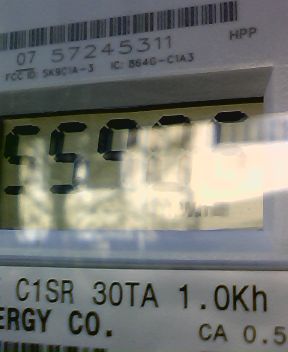 07 57245311 HPP
FCC ID: SK9C1A-3 IC: 864G-C1A3
C1SR 30TA 1.0Kh
ERGY CO. CA 0.5